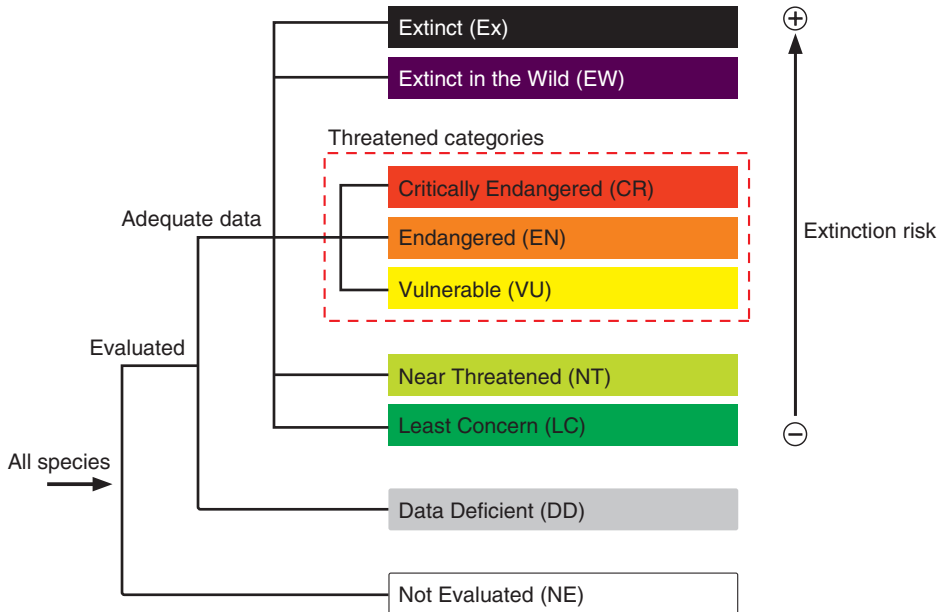 Extinct (Ex)
Extinct in the Wild (EW)
Threatened categories
Critically Endangered (CR)
Adequate data
Endangered (EN)
Extinction risk
Vulnerable (VU)
Evaluated
Near Threatened (NT)
Least Concern (LC)
All species
Data Deficient (DD)
Not Evaluated (NE)
+
−